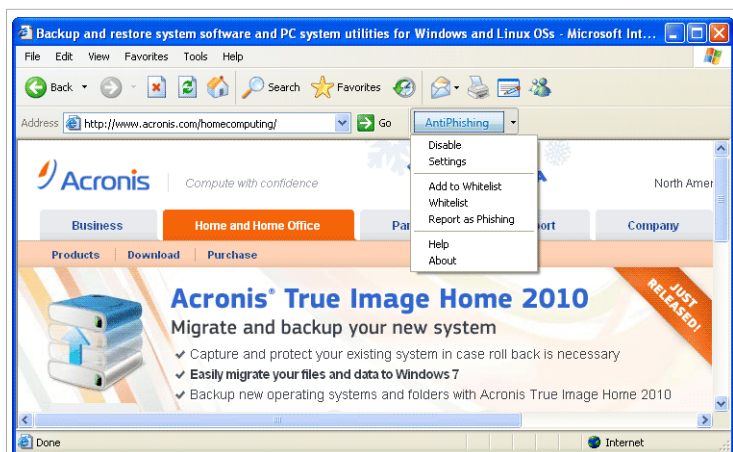 Backup and restore system software and PC system utilities for Windows and Linux OSs - Microsoft Int...
File Edit View Favorites Tools Help
Back Search Favorites
Address http://www.acronis.com/homecomputing/ Go AntiPhishing
Disable
Settings
Add to Whitelist
Whitelist
Report as Phishing
Help
About
Acronis Compute with confidence North Amer
Business Home and Home Office Par ort Company
Products Download Purchase
Acronis® True Image Home 2010
JUST RELEASED!
Migrate and backup your new system
Capture and protect your existing system in case roll back is necessary
Easily migrate your files and data to Windows 7
Backup new operating systems and folders with Acronis True Image Home 2010
Done Internet